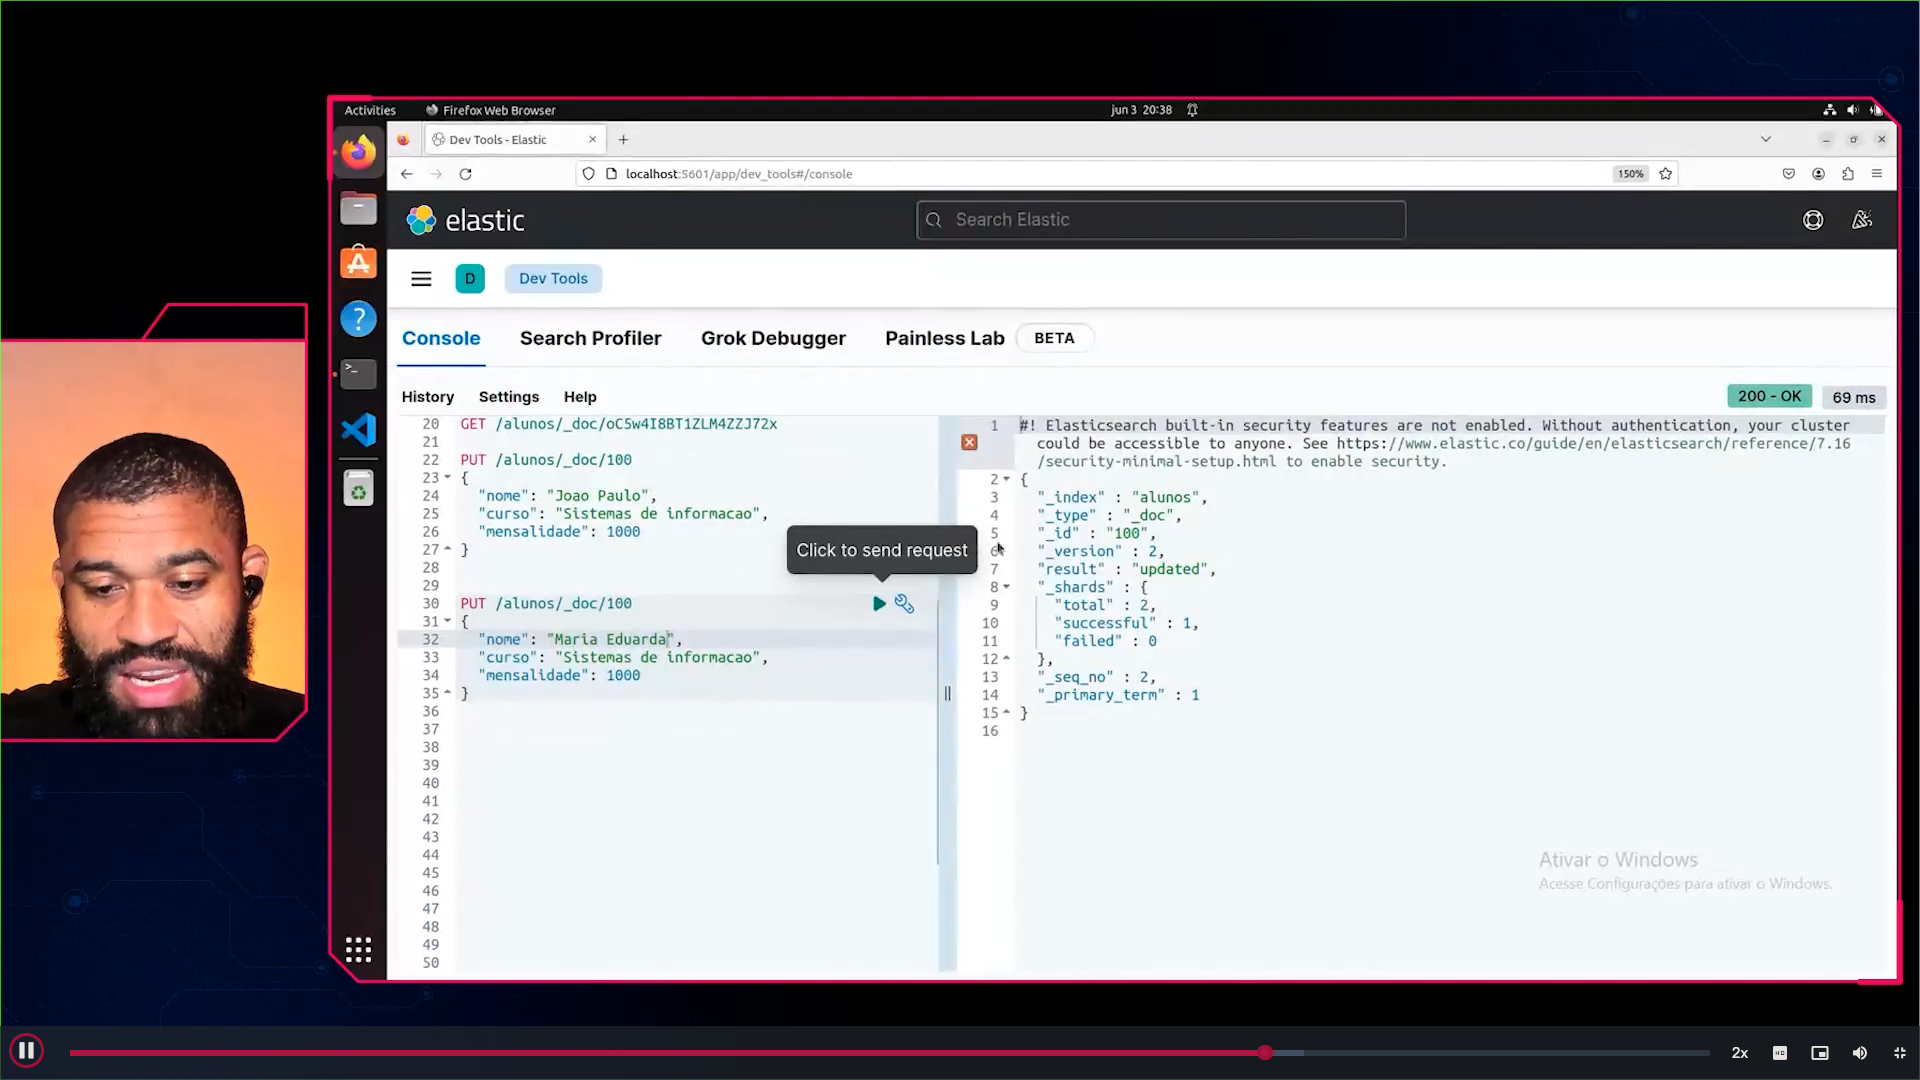 Activities
Firefox Web Browser
jun 3 20:38
Dev Tools - Elastic
localhost:5601/app/dev_tools#/console
150%
elastic
Search Elastic
D
Dev Tools
Console
Search Profiler
Grok Debugger
Painless Lab
BETA
History
Settings
Help
200 - OK
69 ms
20 GET /alunos/_doc/oC5w4I8BT1ZLM4ZZJ72x
21
22 PUT /alunos/_doc/100
23 {
24 "nome": "Joao Paulo",
25 "curso": "Sistemas de informacao",
26 "mensalidade": 1000
27 }
28
29
30 PUT /alunos/_doc/100
31 {
32 "nome": "Maria Eduarda",
33 "curso": "Sistemas de informacao",
34 "mensalidade": 1000
35 }
36
37
38
39
40
41
42
43
44
45
46
47
48
49
50
Click to send request
1 #! Elasticsearch built-in security features are not enabled. Without authentication, your cluster
could be accessible to anyone. See https://www.elastic.co/guide/en/elasticsearch/reference/7.16
/security-minimal-setup.html to enable security.
2 {
3 "_index" : "alunos",
4 "_type" : "_doc",
5 "_id" : "100",
6 "_version" : 2,
7 "result" : "updated",
8 "_shards" : {
9 "total" : 2,
10 "successful" : 1,
11 "failed" : 0
12 },
13 "_seq_no" : 2,
14 "_primary_term" : 1
15 }
16
Ativar o Windows
Acesse Configurações para ativar o Windows.
2x
HD